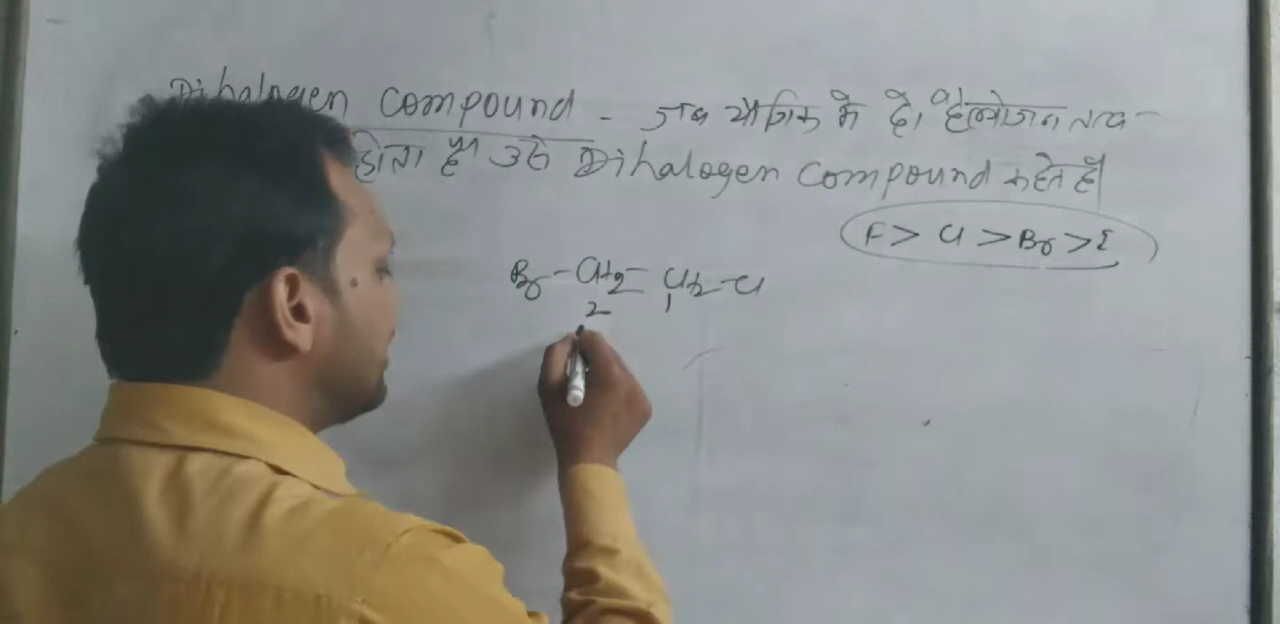 Dihalogen compound - जब यौगिक मे दो हैलोजन तत्व
होता है उसे Dihalogen compound कहते हैं|
F > Cl > Br > I
Br - CH2 - CH2 - Cl
2 1